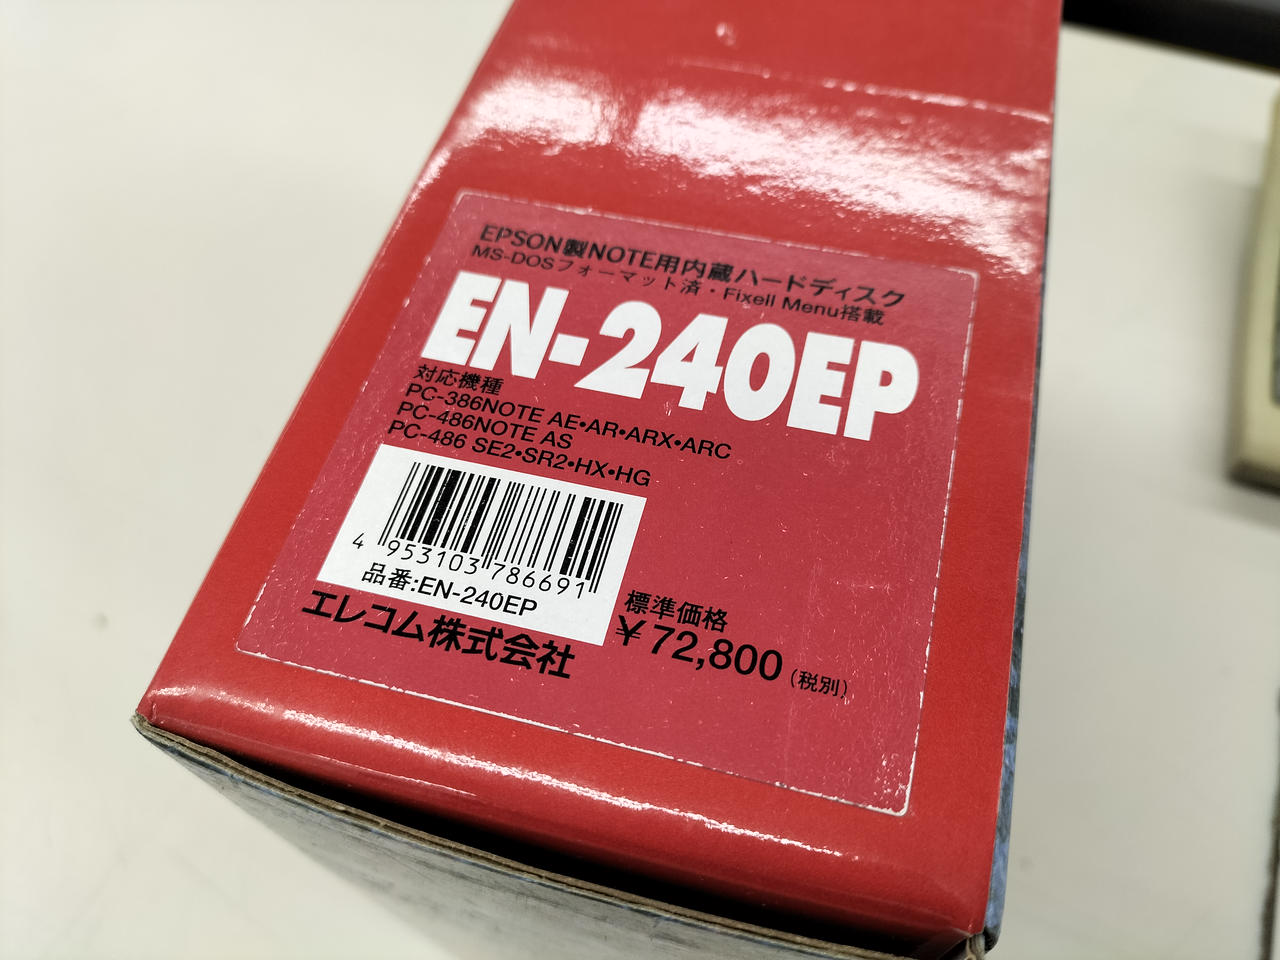 EPSON製NOTE用内蔵ハードディスク
MS-DOSフォーマット済・Fixell Menu搭載
EN-240EP
対応機種
PC-386NOTE AE・AR・ARX・ARC
PC-486NOTE AS
PC-486 SE2・SR2・HX・HG
4 953103 786691
品番:EN-240EP
エレコム株式会社
標準価格
¥72,800(税別)